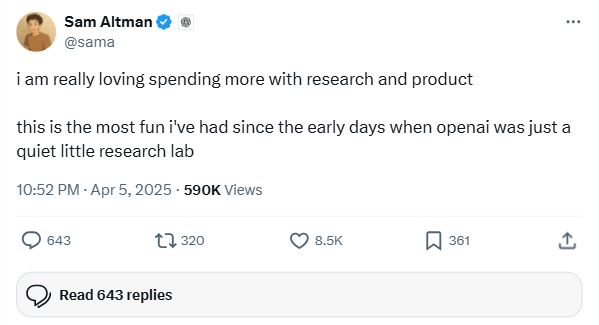 Sam Altman
@sama
i am really loving spending more with research and product
this is the most fun i've had since the early days when openai was just a
quiet little research lab
10:52 PM · Apr 5, 2025 · 590K Views
643 320 8.5K 361
Read 643 replies